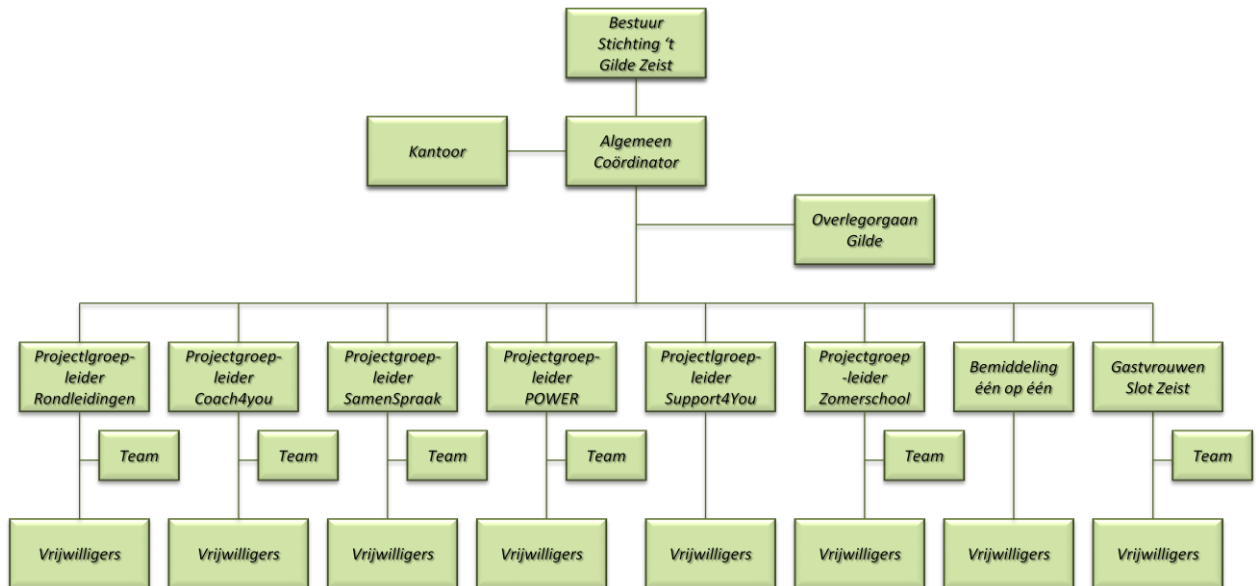 Bestuur
Stichting ‘t
Gilde Zeist
Kantoor
Algemeen
Coördinator
Overlegorgaan
Gilde
Projectlgroep-
leider
Rondleidingen
Projectgroep-
leider
Coach4you
Projectgroep-
leider
SamenSpraak
Projectgroep-
leider
POWER
Projectlgroep-
leider
Support4You
Projectgroep
-leider
Zomerschool
Bemiddeling
één op één
Gastvrouwen
Slot Zeist
Team
Team
Team
Team
Team
Team
Vrijwilligers
Vrijwilligers
Vrijwilligers
Vrijwilligers
Vrijwilligers
Vrijwilligers
Vrijwilligers
Vrijwilligers